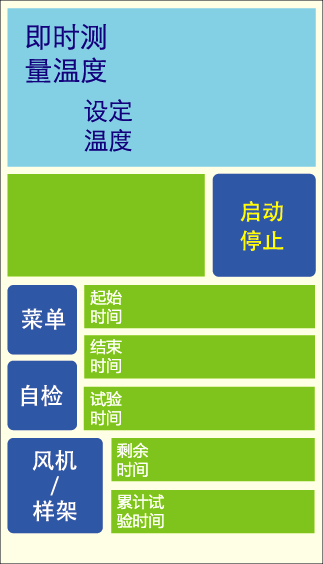 即时测
量温度
设定
温度
启动
停止
菜单
起始
时间
结束
时间
自检
试验
时间
风机
/
样架
剩余
时间
累计试
验时间